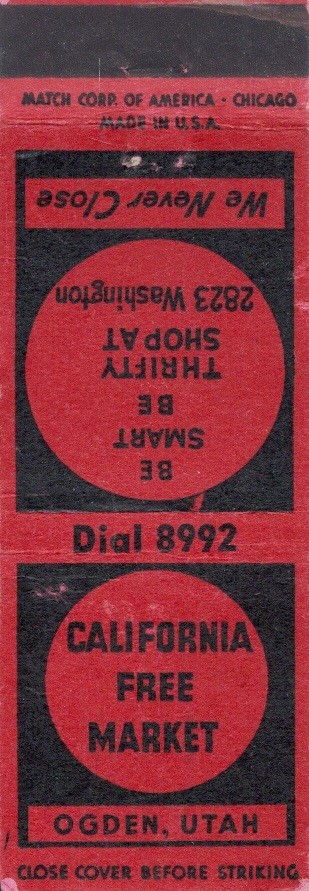 MATCH CORP. OF AMERICA · CHICAGO
MADE IN U.S.A.
BE
SMART
BE
THRIFTY
SHOP AT
2823 Washington
We Never Close
Dial 8992
CALIFORNIA
FREE
MARKET
OGDEN, UTAH
CLOSE COVER BEFORE STRIKING